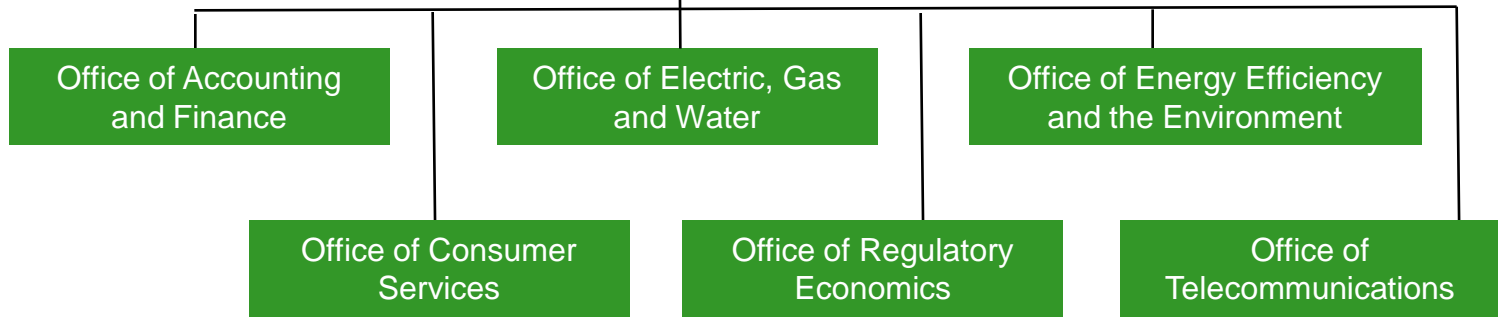 Office of Accounting
and Finance
Office of Electric, Gas
and Water
Office of Energy Efficiency
and the Environment
Office of Consumer
Services
Office of Regulatory
Economics
Office of
Telecommunications